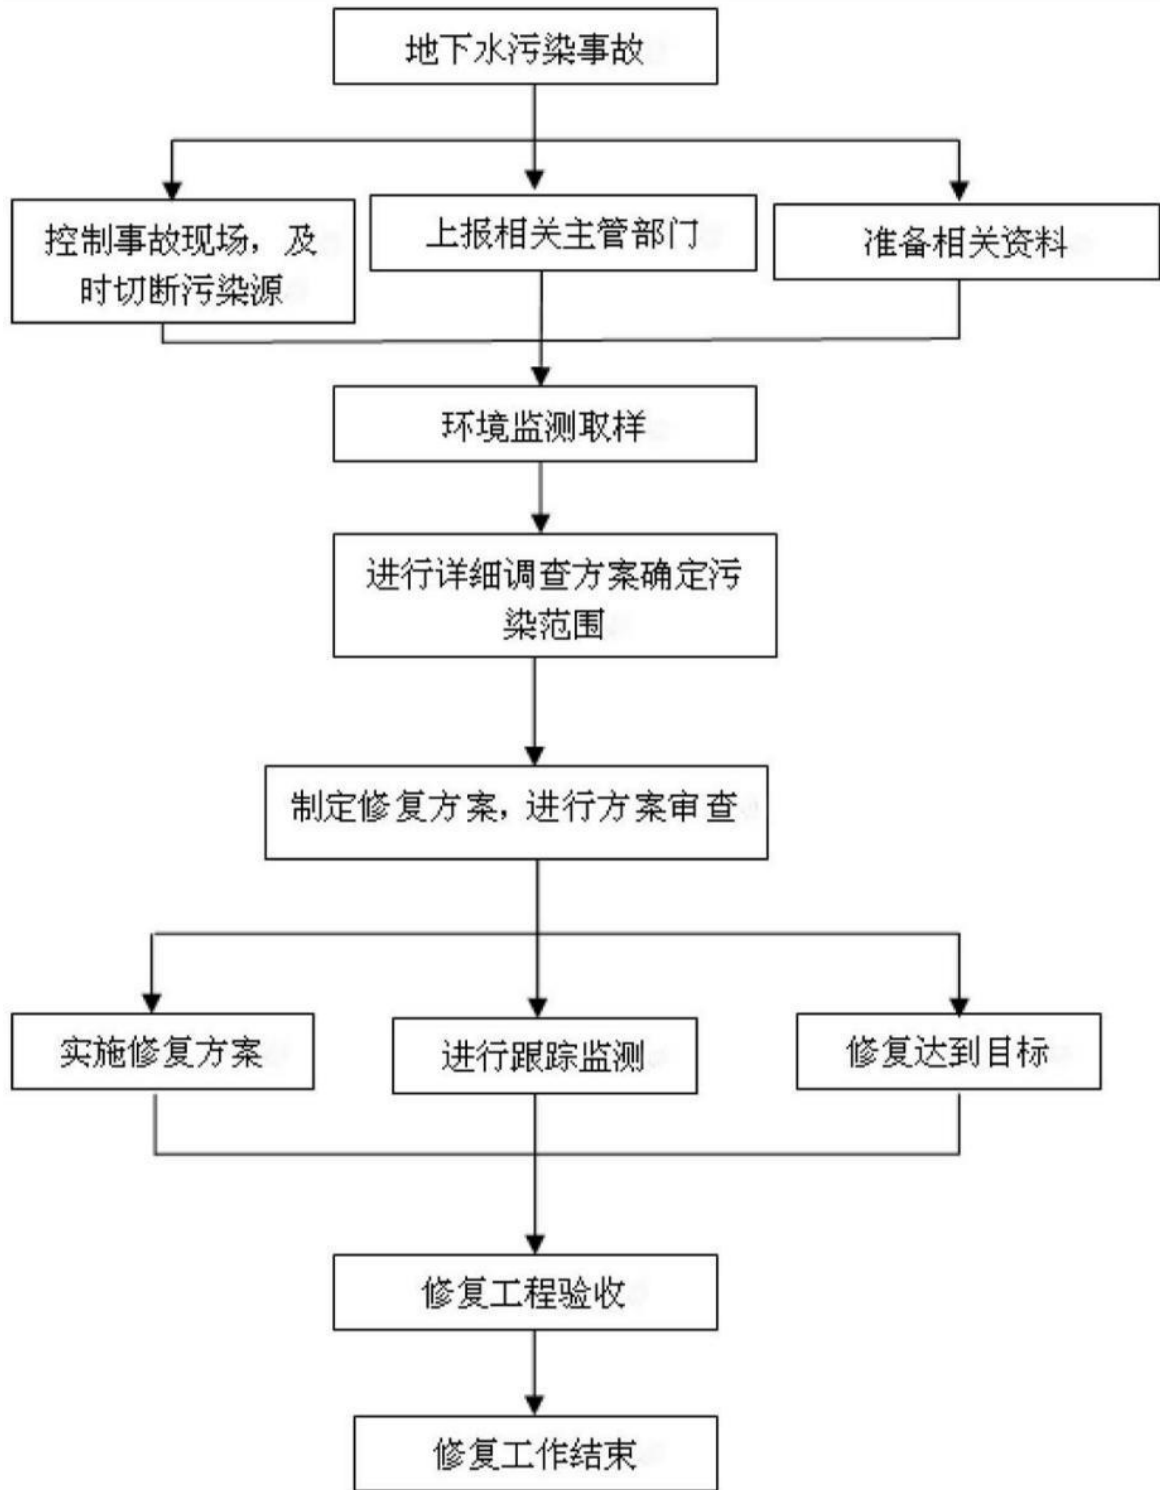 地下水污染事故
控制事故现场，及
时切断污染源
上报相关主管部门
准备相关资料
环境监测取样
进行详细调查方案确定污
染范围
制定修复方案，进行方案审查
实施修复方案
进行跟踪监测
修复达到目标
修复工程验收
修复工作结束